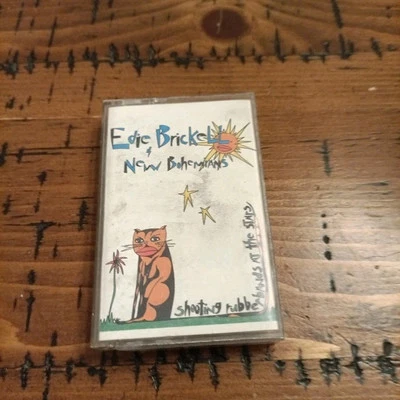 Edie Brickell
& New Bohemians
shooting rubberbands at the stars